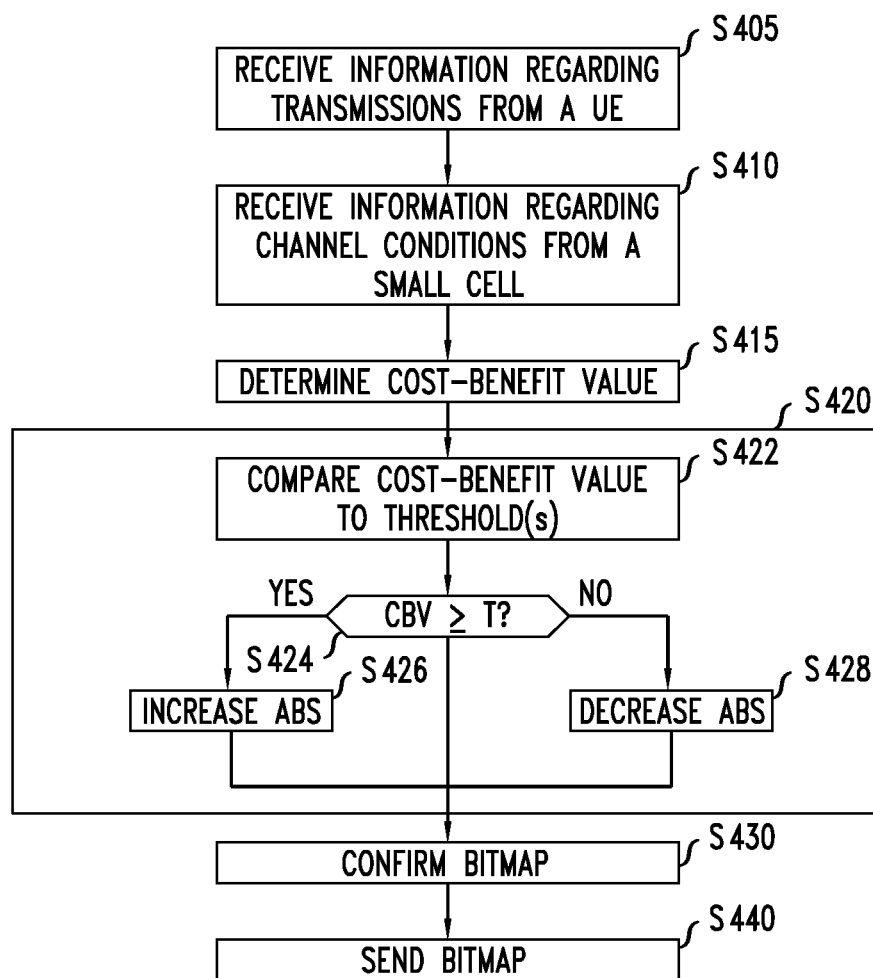 S405
RECEIVE INFORMATION REGARDING
TRANSMISSIONS FROM A UE
S410
RECEIVE INFORMATION REGARDING
CHANNEL CONDITIONS FROM A
SMALL CELL
S415
DETERMINE COST-BENEFIT VALUE
S420
S422
COMPARE COST-BENEFIT VALUE
TO THRESHOLD(s)
YES
CBV ≥ T?
NO
S424
S426
INCREASE ABS
S428
DECREASE ABS
S430
CONFIRM BITMAP
S440
SEND BITMAP